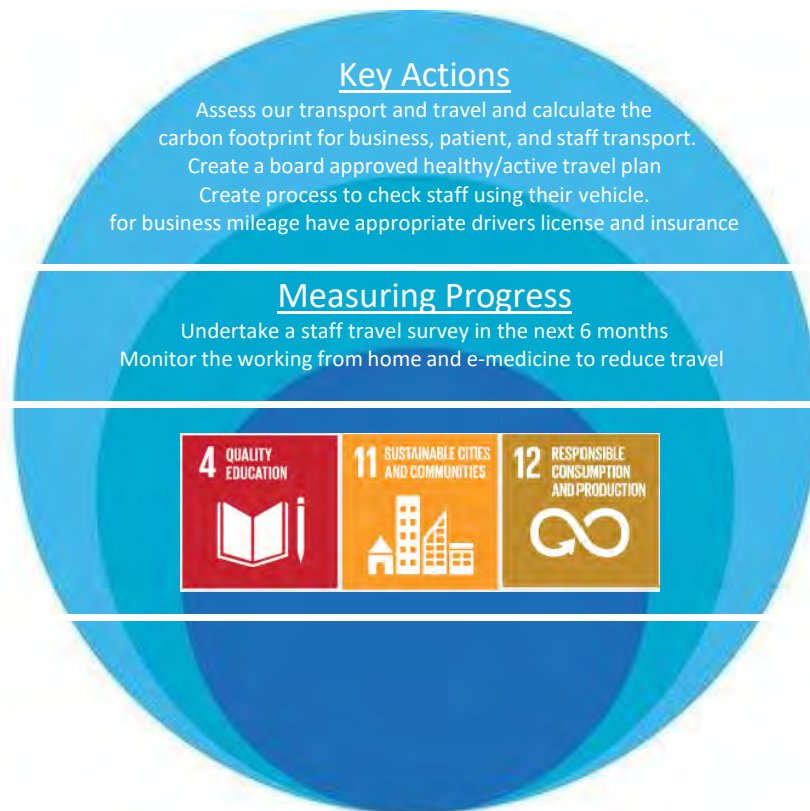 Key Actions
Assess our transport and travel and calculate the
carbon footprint for business, patient, and staff transport.
Create a board approved healthy/active travel plan
Create process to check staff using their vehicle.
for business mileage have appropriate drivers license and insurance
Measuring Progress
Undertake a staff travel survey in the next 6 months
Monitor the working from home and e-medicine to reduce travel
4 QUALITY
EDUCATION
11 SUSTAINABLE CITIES
AND COMMUNITIES
12 RESPONSIBLE
CONSUMPTION
AND PRODUCTION